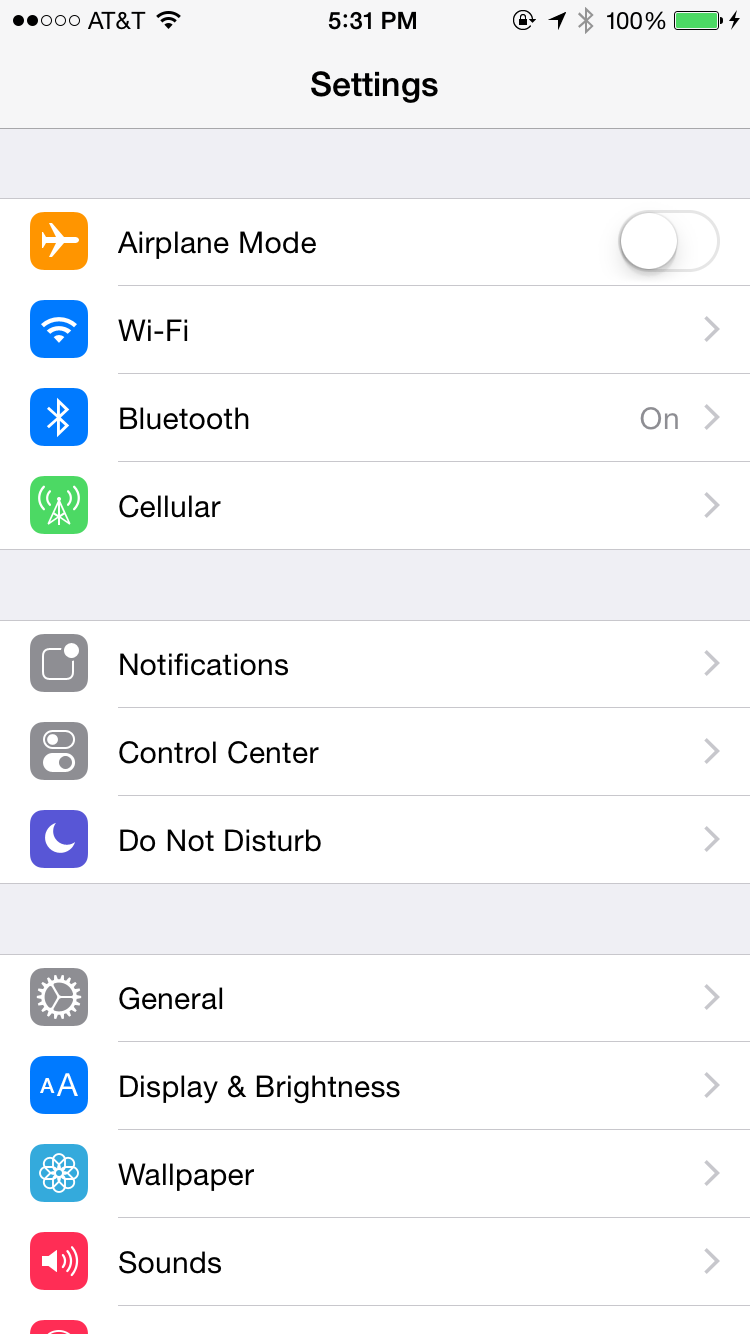 AT&T 5:31 PM 100%
Settings
Airplane Mode
Wi-Fi
Bluetooth On
Cellular
Notifications
Control Center
Do Not Disturb
General
AA Display & Brightness
Wallpaper
Sounds